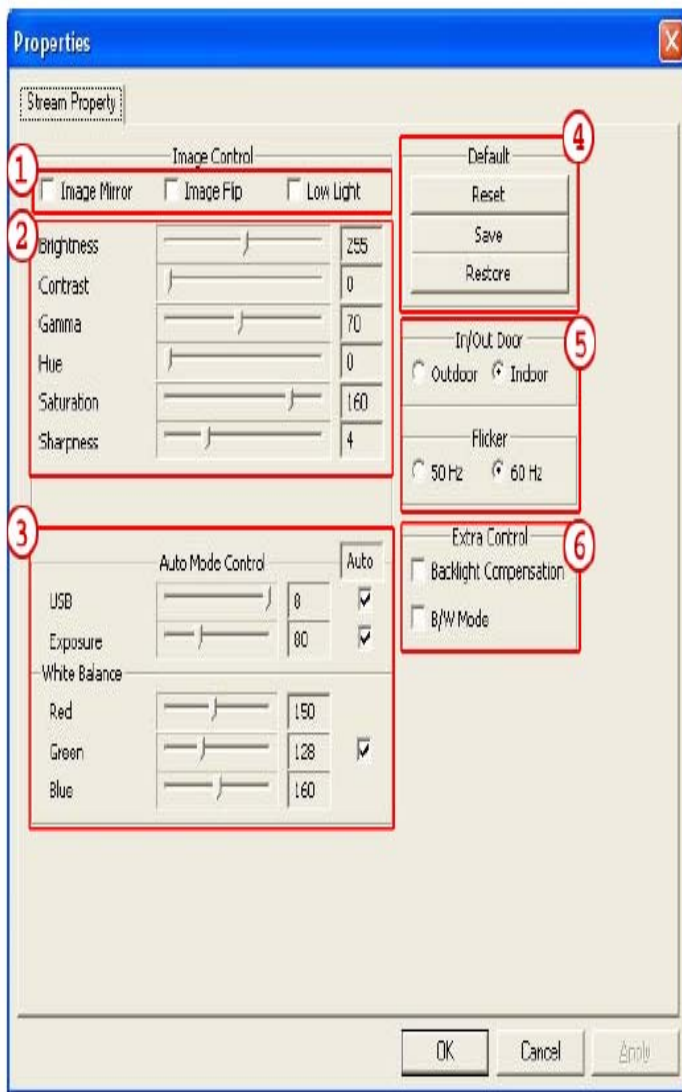 Properties
Stream Property
1
Image Control
Image Mirror Image Flip Low Light
2
Brightness 255
Contrast 0
Gamma 70
Hue 0
Saturation 160
Sharpness 4
3
Auto Mode Control Auto
USB 8
Exposure 80
White Balance
Red 150
Green 128
Blue 160
4
Default
Reset
Save
Restore
5
In/Out Door
Outdoor Indoor
Flicker
50 Hz 60 Hz
6
Extra Control
Backlight Compensation
B/W Mode
OK Cancel Apply